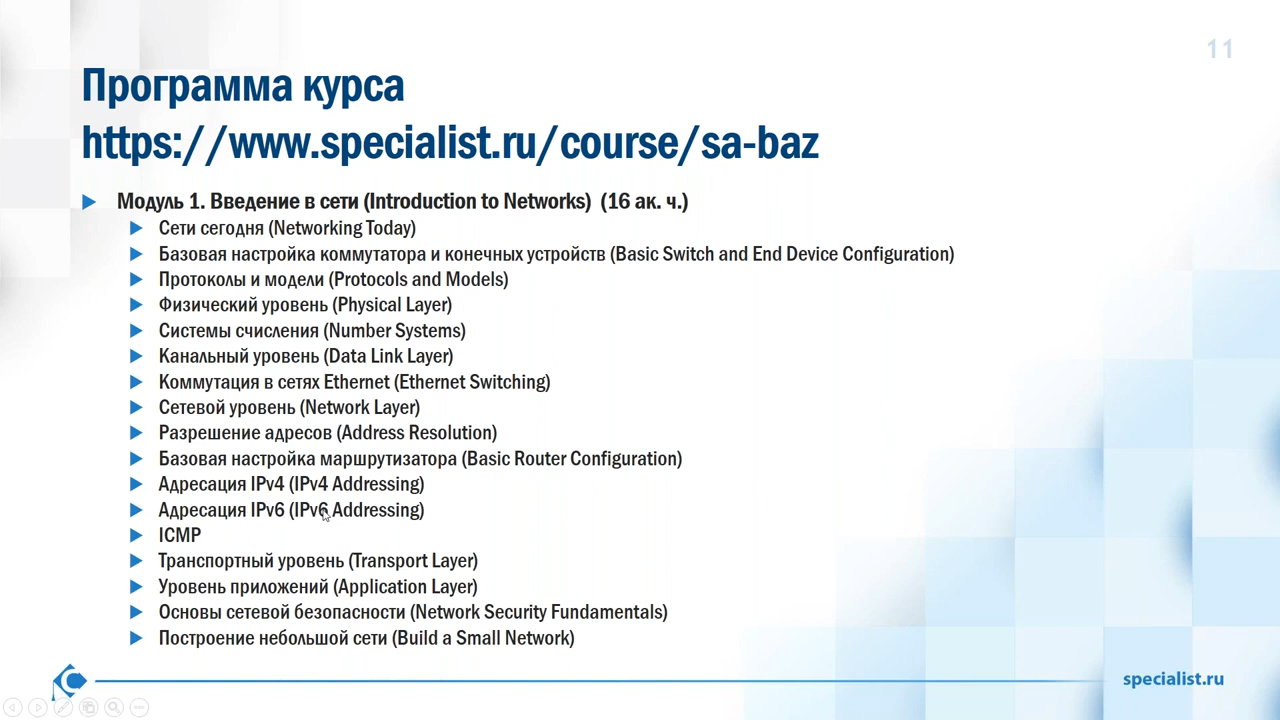 11
Программа курса
https://www.specialist.ru/course/sa-baz
Модуль 1. Введение в сети (Introduction to Networks) (16 ак. ч.)
Сети сегодня (Networking Today)
Базовая настройка коммутатора и конечных устройств (Basic Switch and End Device Configuration)
Протоколы и модели (Protocols and Models)
Физический уровень (Physical Layer)
Системы счисления (Number Systems)
Канальный уровень (Data Link Layer)
Коммутация в сетях Ethernet (Ethernet Switching)
Сетевой уровень (Network Layer)
Разрешение адресов (Address Resolution)
Базовая настройка маршрутизатора (Basic Router Configuration)
Адресация IPv4 (IPv4 Addressing)
Адресация IPv6 (IPv6 Addressing)
ICMP
Транспортный уровень (Transport Layer)
Уровень приложений (Application Layer)
Основы сетевой безопасности (Network Security Fundamentals)
Построение небольшой сети (Build a Small Network)
specialist.ru